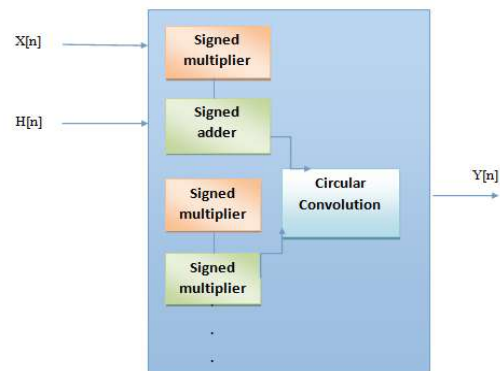 X[n]
Signed
multiplier
H[n]
Signed
adder
Signed
multiplier
Circular
Convolution
Y[n]
Signed
multiplier
.
.
.